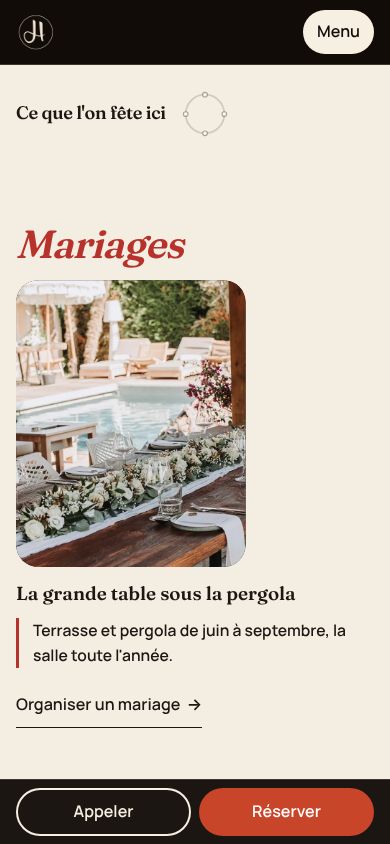 JH
Menu
Ce que l'on fête ici
Mariages
La grande table sous la pergola
Terrasse et pergola de juin à septembre, la
salle toute l'année.
Organiser un mariage →
Appeler
Réserver